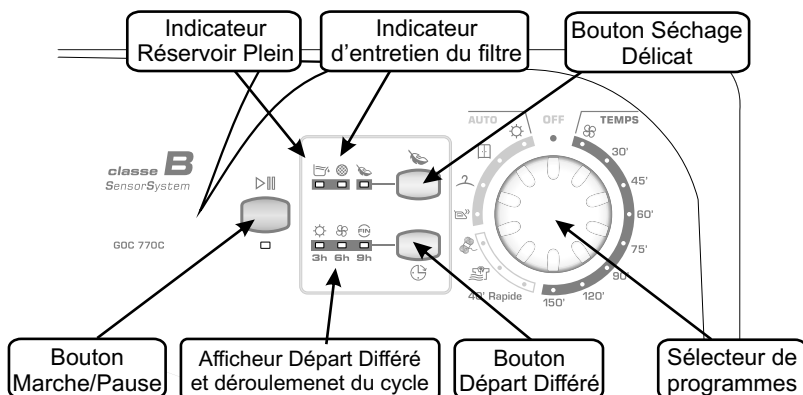 Indicateur
Réservoir Plein
Indicateur
d'entretien du filtre
Bouton Séchage
Délicat
AUTO
OFF
TEMPS
classe B
SensorSystem
GOC 770C
FIN
3h 6h 9h
30'
45'
60'
75'
90'
120'
150'
40' Rapide
Bouton
Marche/Pause
Afficheur Départ Différé
et déroulemenet du cycle
Bouton
Départ Différé
Sélecteur de
programmes